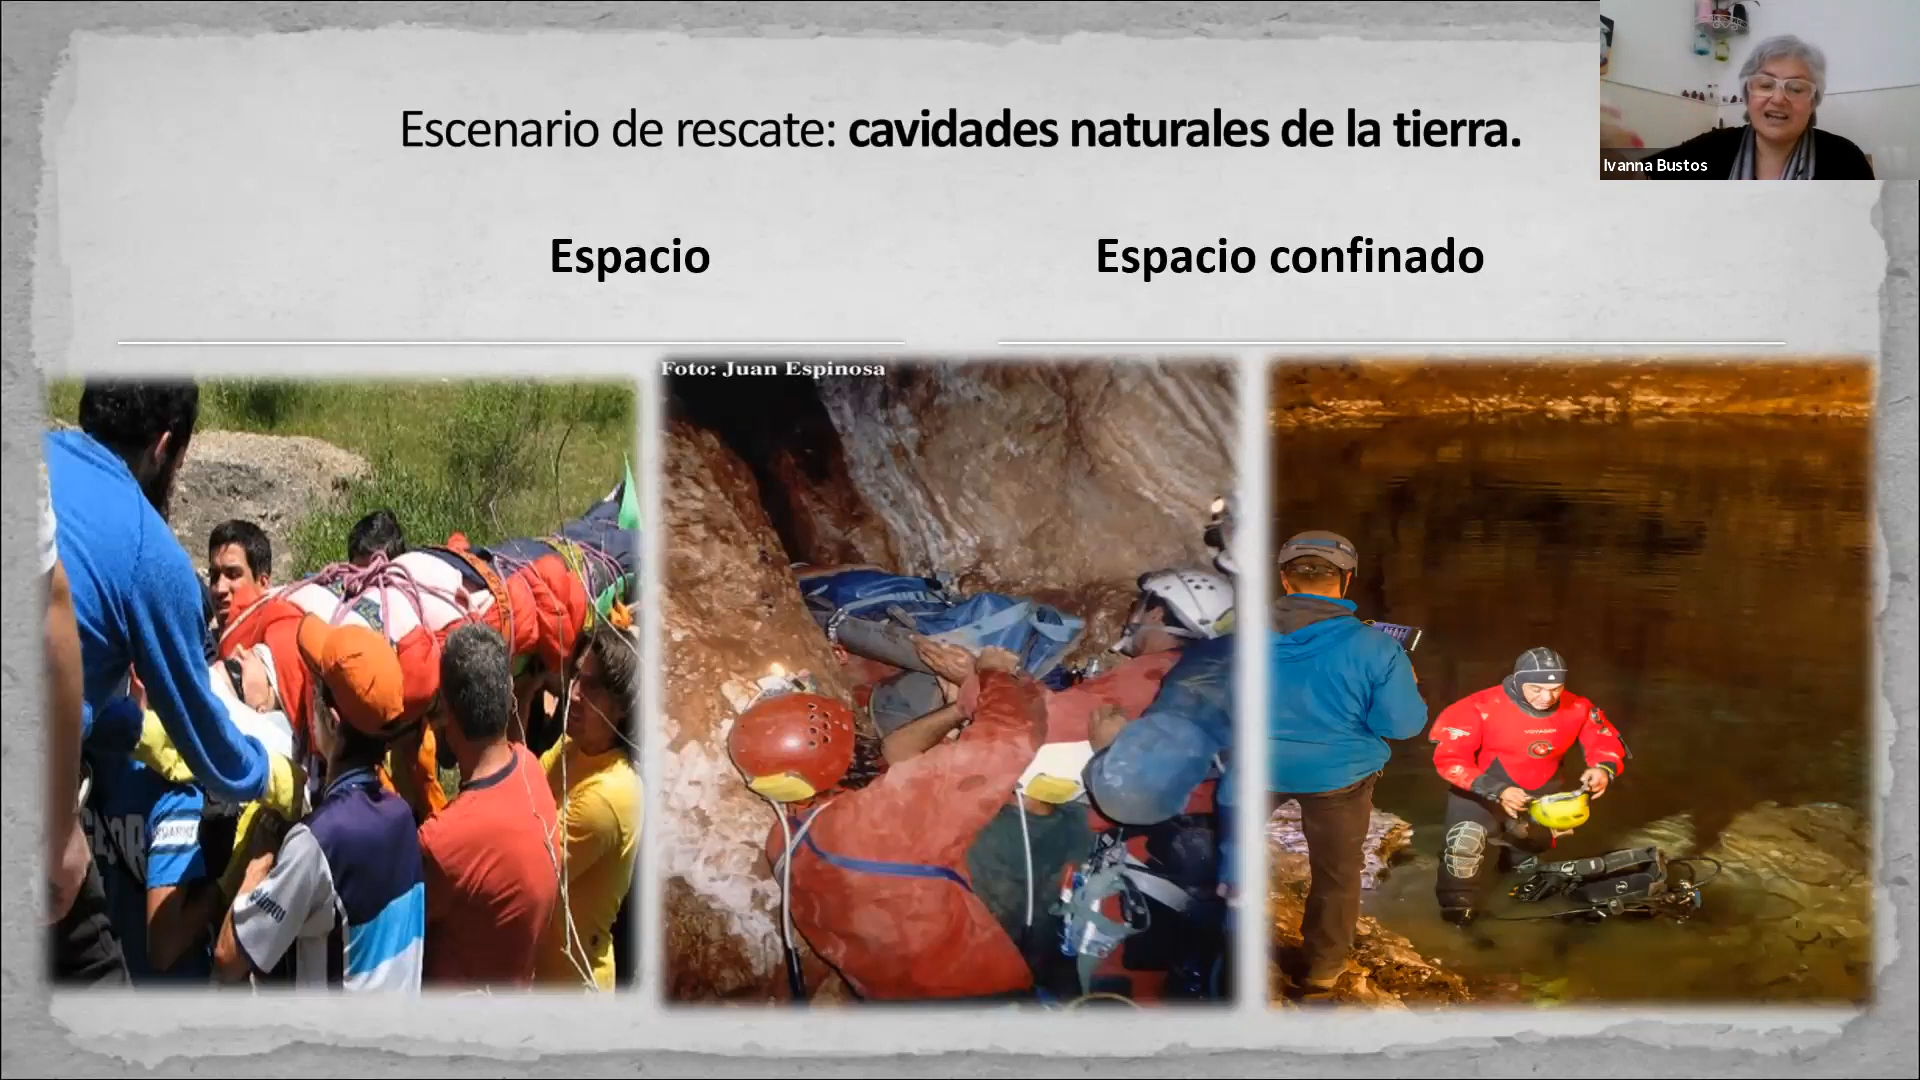 Escenario de rescate: cavidades naturales de la tierra.
Ivanna Bustos
Espacio
Espacio confinado
Foto: Juan Espinosa